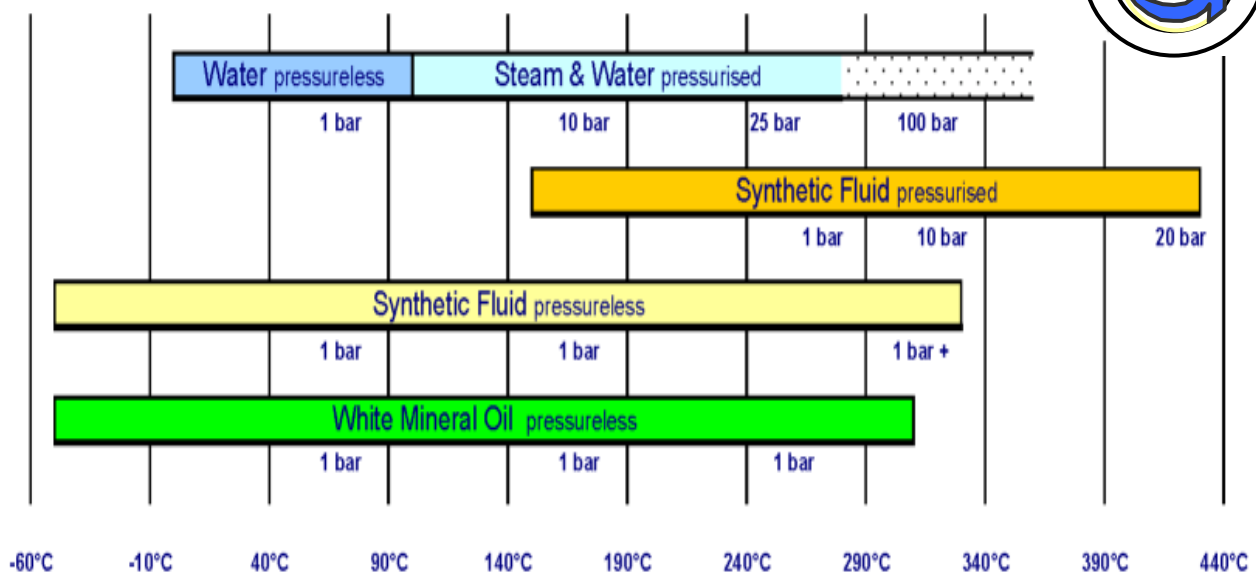 Water pressureless Steam & Water pressurised
1 bar 10 bar 25 bar 100 bar
Synthetic Fluid pressurised
1 bar 10 bar 20 bar
Synthetic Fluid pressureless
1 bar 1 bar 1 bar +
White Mineral Oil pressureless
1 bar 1 bar 1 bar
-60°C -10°C 40°C 90°C 140°C 190°C 240°C 290°C 340°C 390°C 440°C